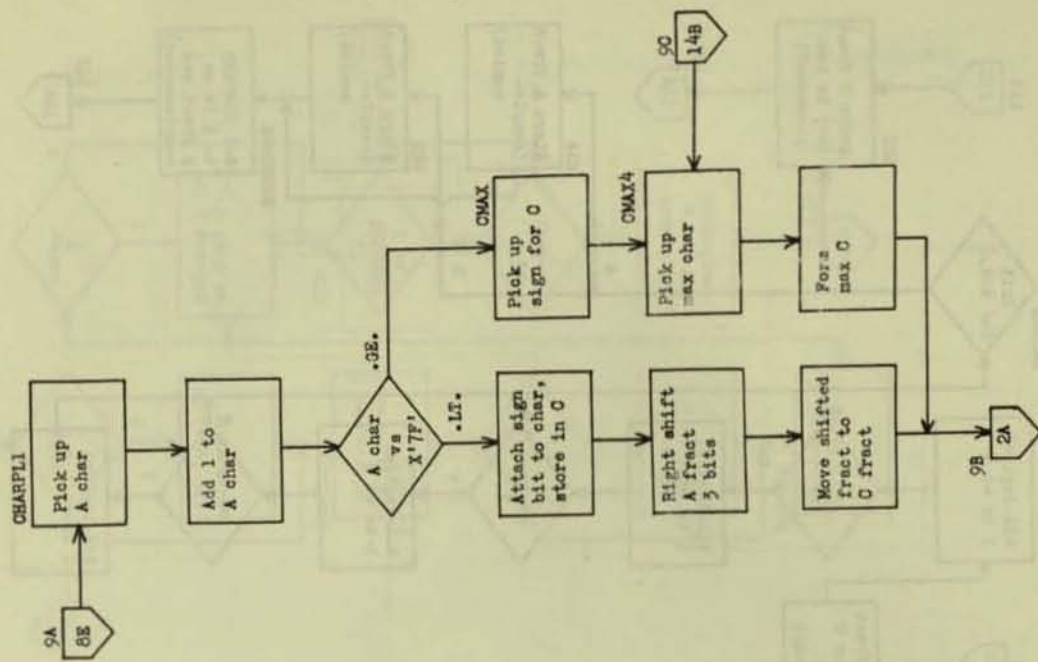 9A
8E
CHARPL1
Pick up
A char
Add 1 to
A char
A char
vs
X'7F'
.GE.
.LT.
Attach sign
bit to char,
store in C
Right shift
A fract
3 bits
Move shifted
fract to
C fract
CMAX
Pick up
sign for C
9C
14B
CMAX4
Pick up
max char
Form
max C
9B
2A